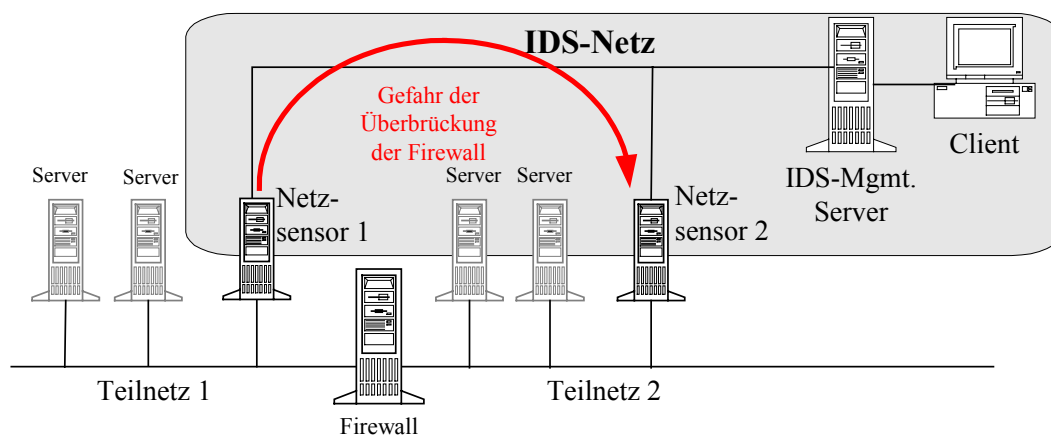 IDS-Netz
Gefahr der
Überbrückung
der Firewall
Client
IDS-Mgmt.
Server
Server
Server
Netz-
sensor 1
Server
Server
Netz-
sensor 2
Teilnetz 1
Teilnetz 2
Firewall